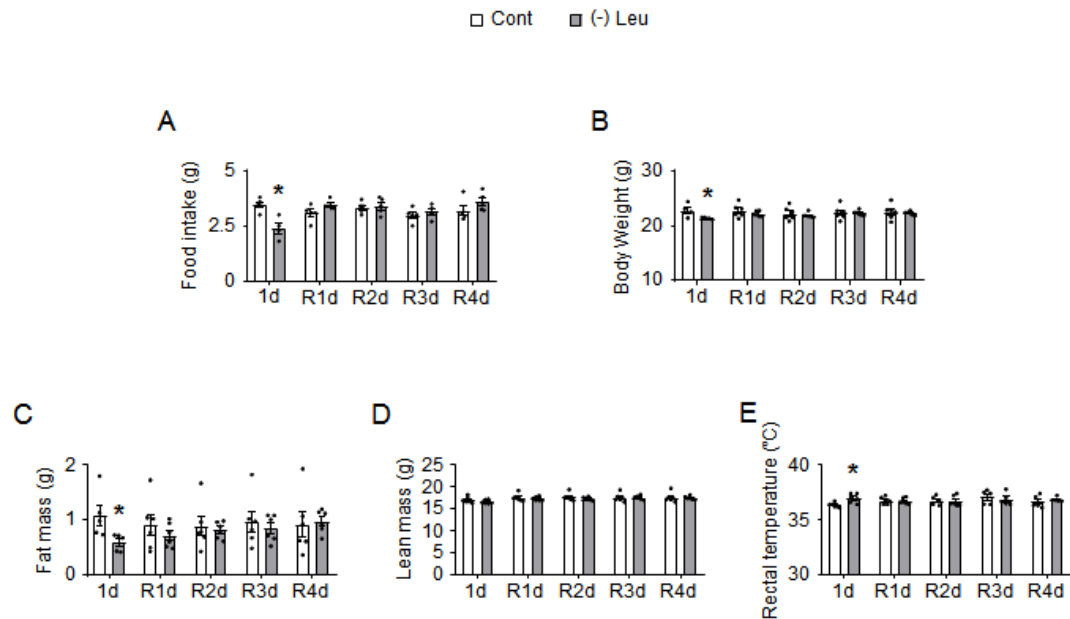 Cont (-) Leu
A
Food intake (g)
5
2.5
0
*
1d R1d R2d R3d R4d
B
Body Weight (g)
30
20
10
*
1d R1d R2d R3d R4d
C
Fat mass (g)
2
1
0
*
1d R1d R2d R3d R4d
D
Lean mass (g)
25
20
15
10
5
0
1d R1d R2d R3d R4d
E
Rectal temperature (°C)
40
35
30
*
1d R1d R2d R3d R4d